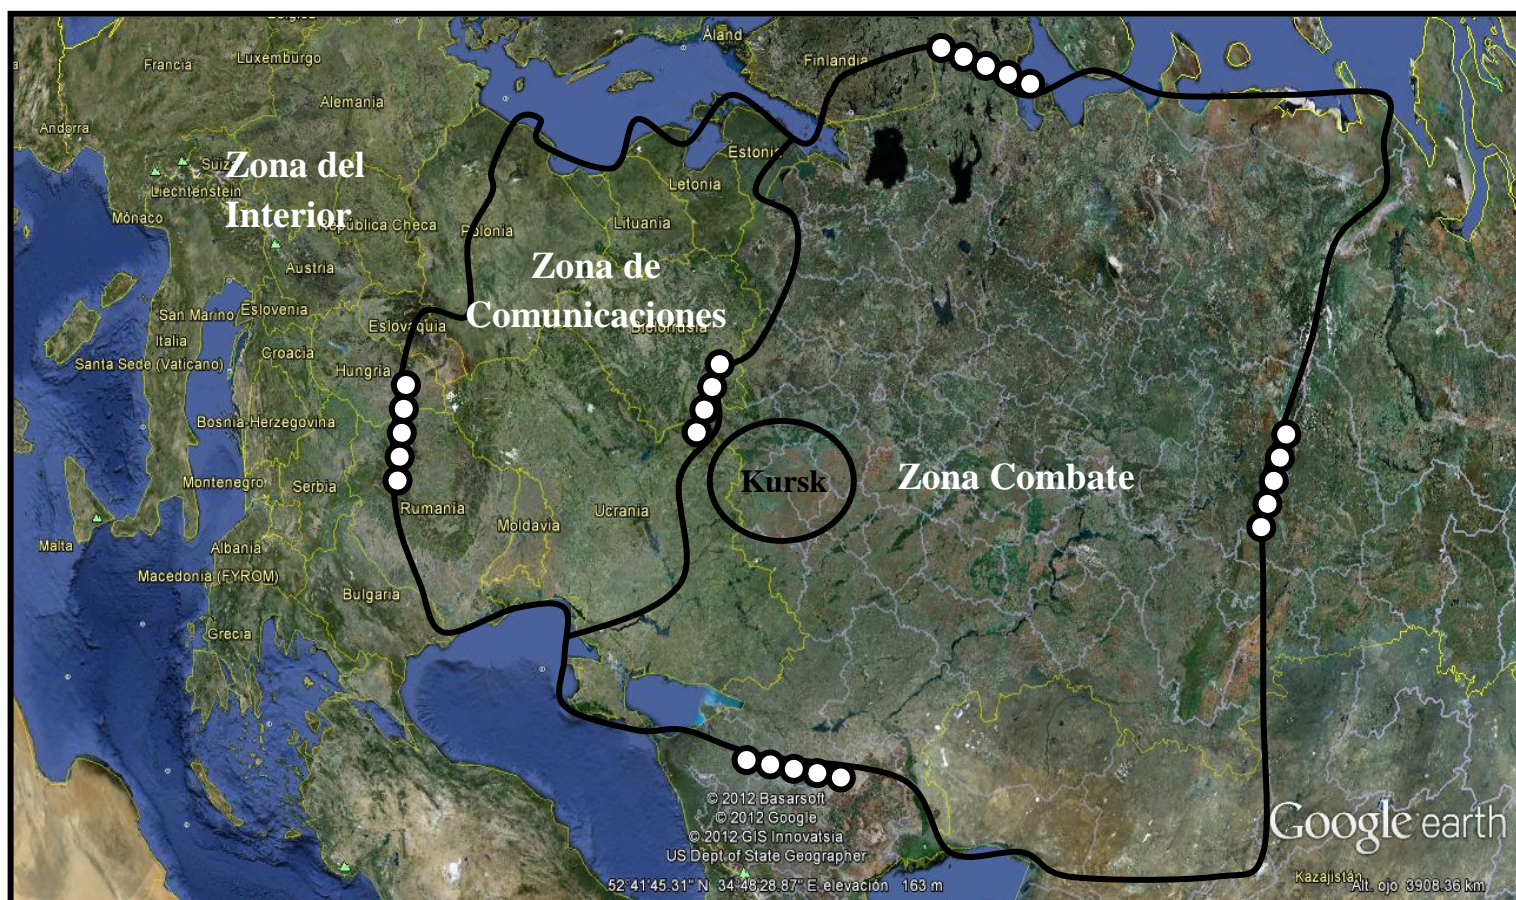 Åland
Luxemburgo
Francia
Finlandia
Alemania
Andorra
Estonia
Zona del
Interior
Suiza
Liechtenstein
Letonia
Mónaco
República Checa
Polonia
Lituania
Austria
Zona de
Comunicaciones
San Marino
Eslovenia
Eslovaquia
Bielorrusia
Italia
Croacia
Santa Sede (Vaticano)
Hungría
Bosnia-Herzegovina
Kursk
Zona Combate
Montenegro
Serbia
Rumania
Ucrania
Moldavia
Malta
Albania
Macedonia (FYROM)
Bulgaria
Grecia
© 2012 Basarsoft
© 2012 Google
© 2012 GIS Innovatsia
US Dept of State Geographer
Google earth
52°41'45.31" N 34°48'28.87" E elevación 163 m
Kazajistán
Alt. ojo 3908.36 km